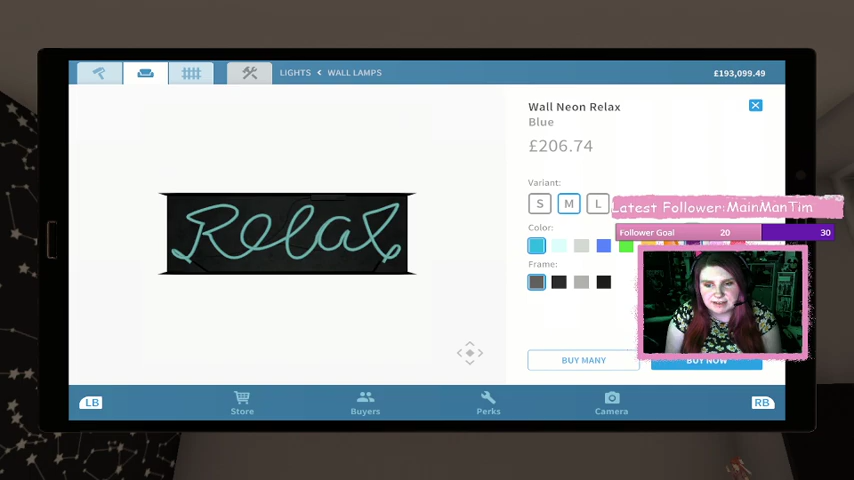 LIGHTS < WALL LAMPS
£193,099.49
Wall Neon Relax
Blue
£206.74
Variant:
S M L
Latest Follower:MainManTim
Follower Goal 20 30
Color:
Frame:
Relax
BUY MANY
BUY NOW
LB
Store
Buyers
Perks
Camera
RB